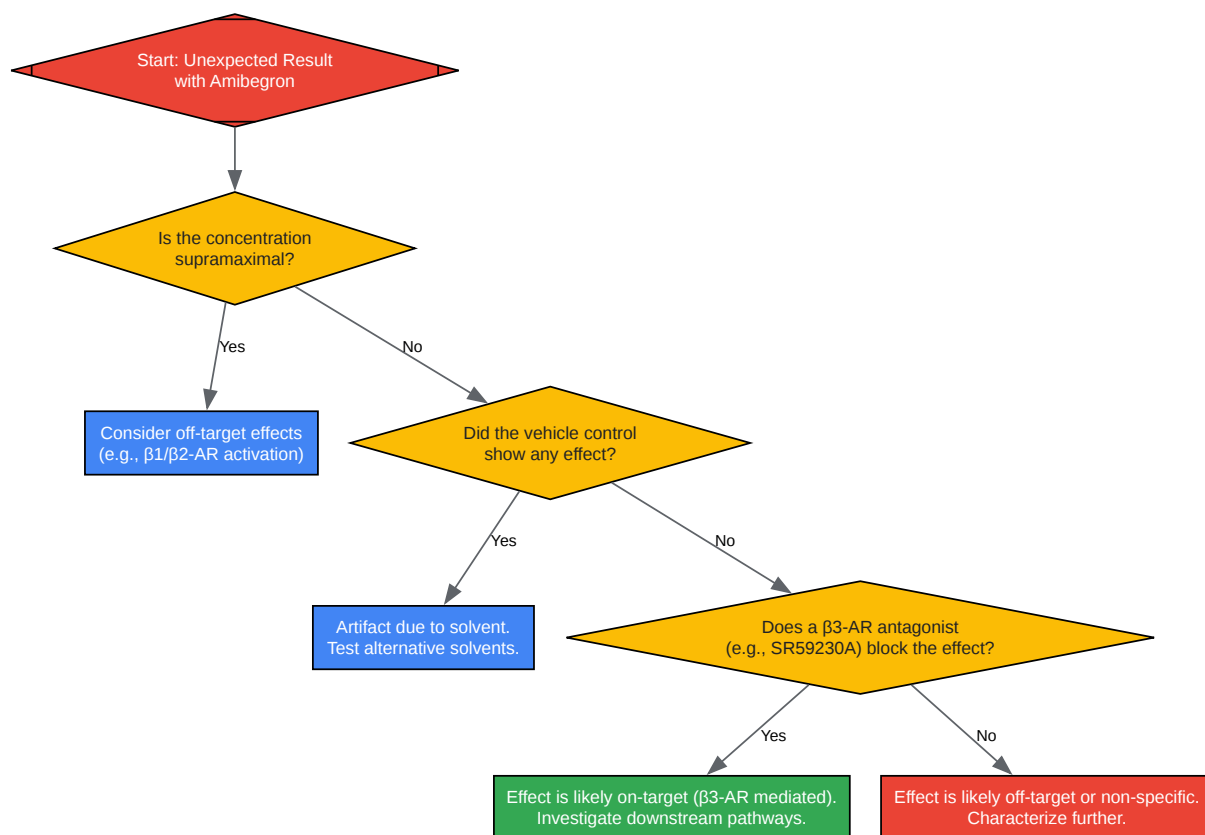 Start: Unexpected Result
with Amibegron
Is the concentration
supramaximal?
Yes
No
Consider off-target effects
(e.g., β1/β2-AR activation)
Did the vehicle control
show any effect?
Yes
No
Artifact due to solvent.
Test alternative solvents.
Does a β3-AR antagonist
(e.g., SR59230A) block the effect?
Yes
No
Effect is likely on-target (β3-AR mediated).
Investigate downstream pathways.
Effect is likely off-target or non-specific.
Characterize further.